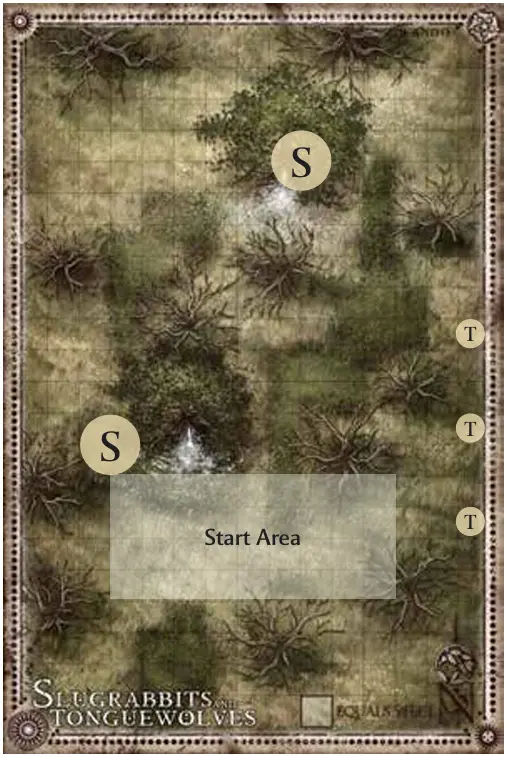 S
T
S
T
T
Start Area
SLUGRABBITS AND
TONGUEWOLVES
EQUALS 5 FEET